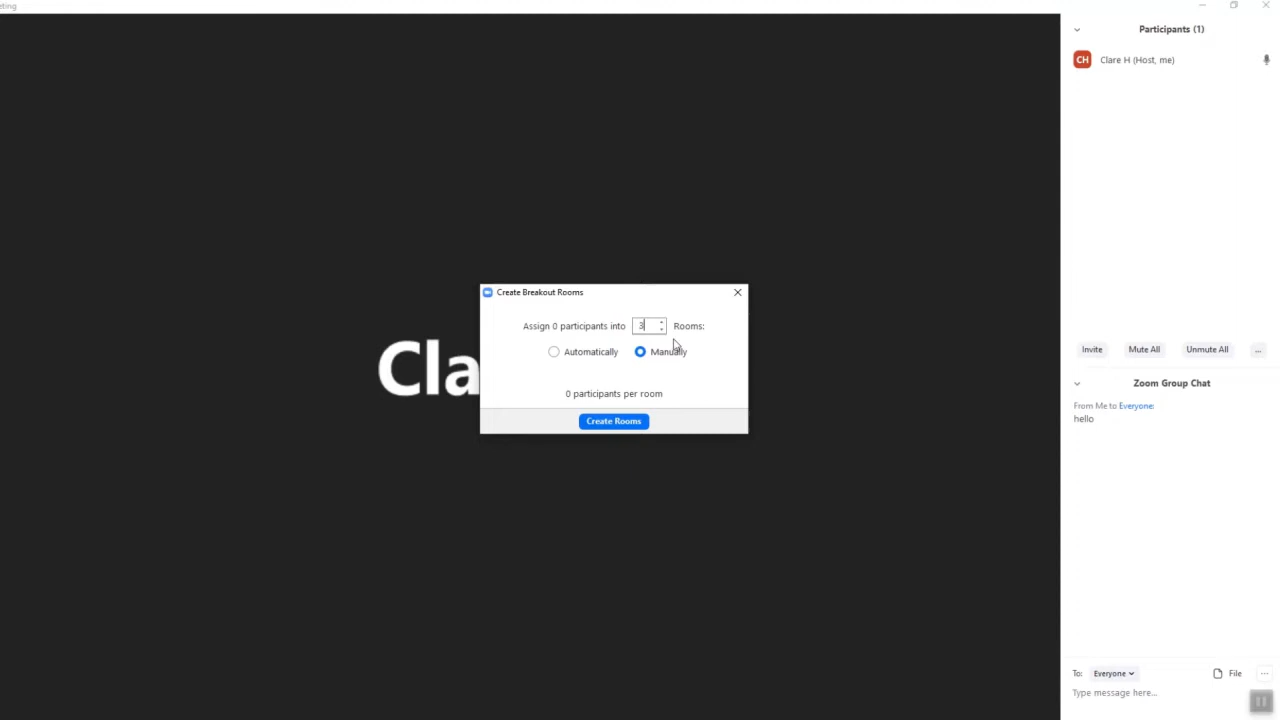 eting
Participants (1)
CH Clare H (Host, me)
Cla
Create Breakout Rooms
Assign 0 participants into 3 Rooms:
Automatically Manually
0 participants per room
Create Rooms
Invite Mute All Unmute All ...
Zoom Group Chat
From Me to Everyone:
hello
To: Everyone File ...
Type message here...